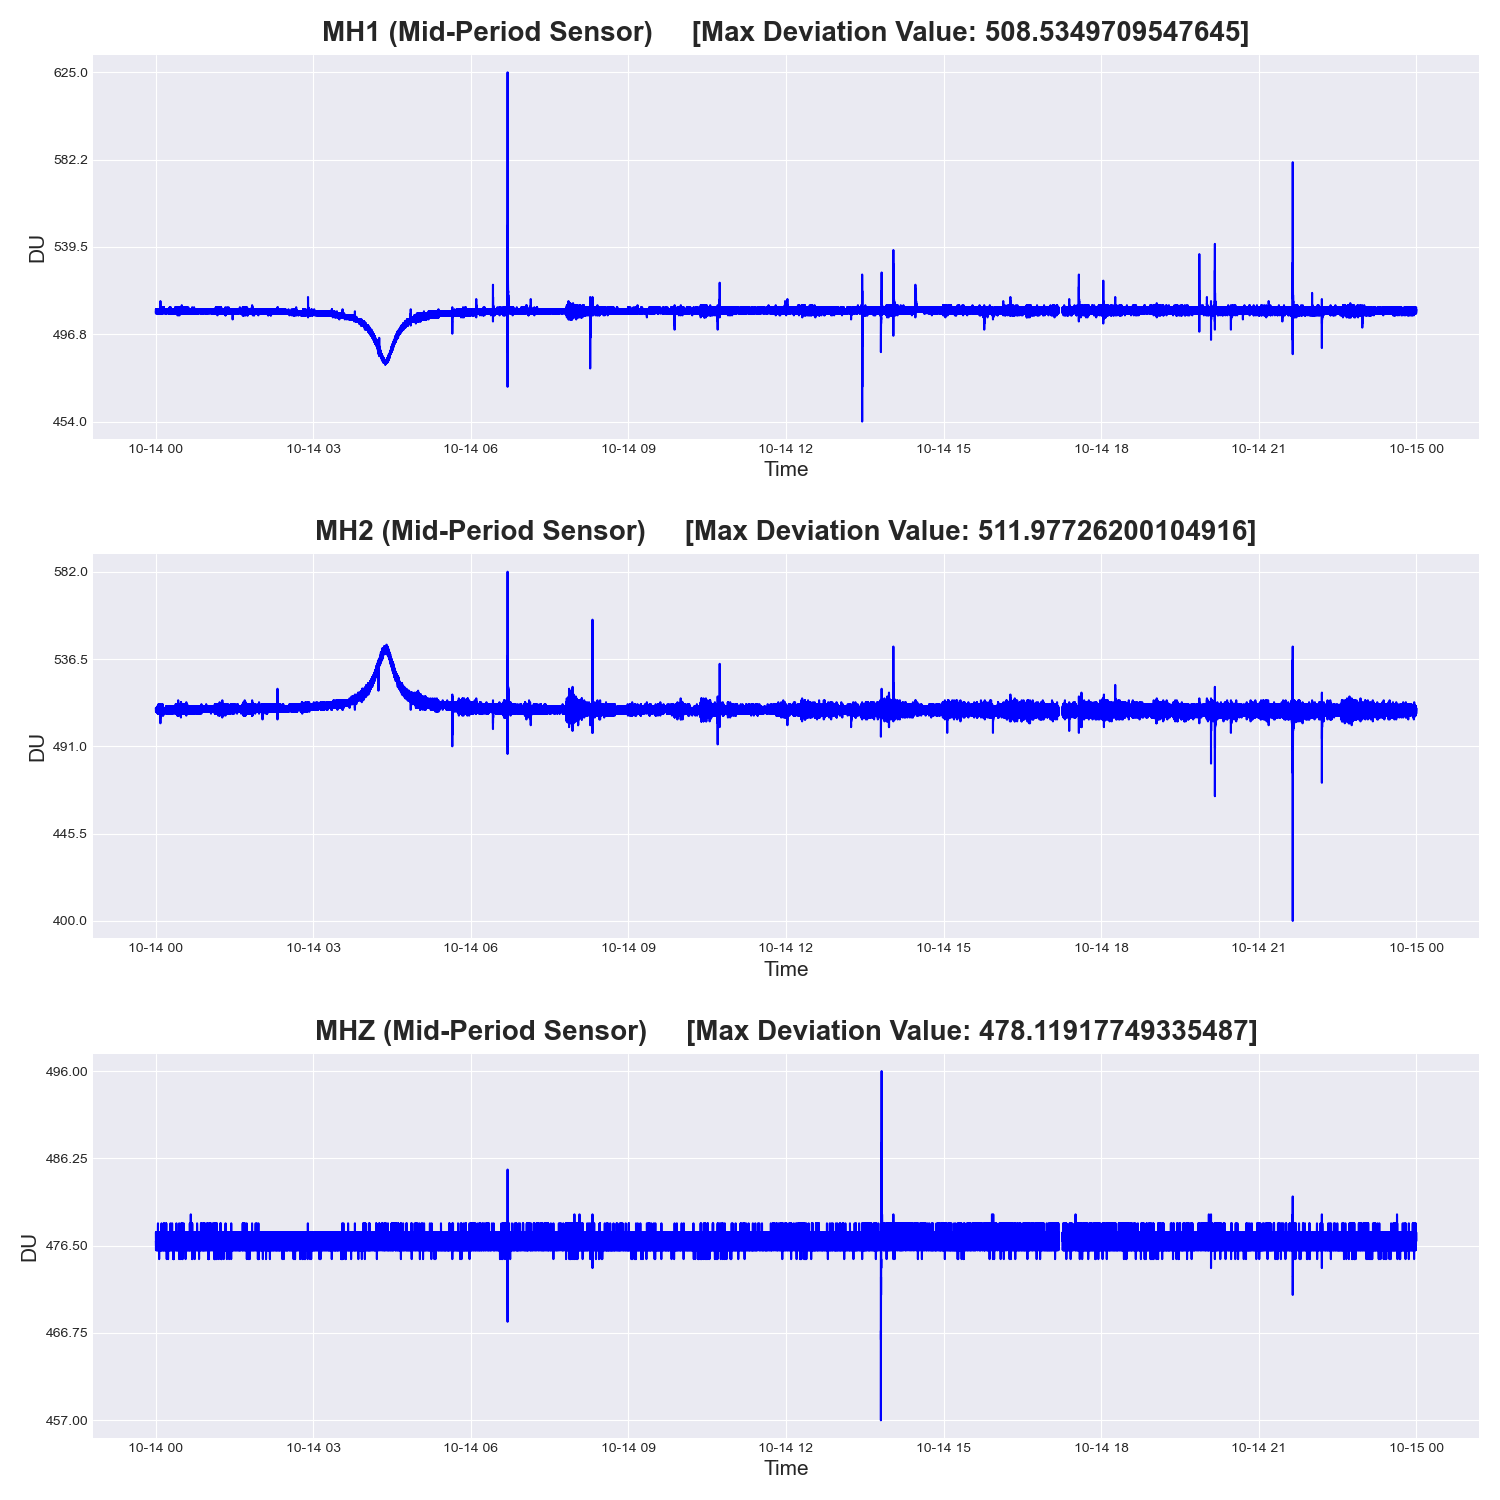 MH1 (Mid-Period Sensor) [Max Deviation Value: 508.5349709547645]
625.0
582.2
539.5
496.8
454.0
DU
10-14 00 10-14 03 10-14 06 10-14 09 10-14 12 10-14 15 10-14 18 10-14 21 10-15 00
Time
MH2 (Mid-Period Sensor) [Max Deviation Value: 511.97726200104916]
582.0
536.5
491.0
445.5
400.0
DU
10-14 00 10-14 03 10-14 06 10-14 09 10-14 12 10-14 15 10-14 18 10-14 21 10-15 00
Time
MHZ (Mid-Period Sensor) [Max Deviation Value: 478.11917749335487]
496.00
486.25
476.50
466.75
457.00
DU
10-14 00 10-14 03 10-14 06 10-14 09 10-14 12 10-14 15 10-14 18 10-14 21 10-15 00
Time